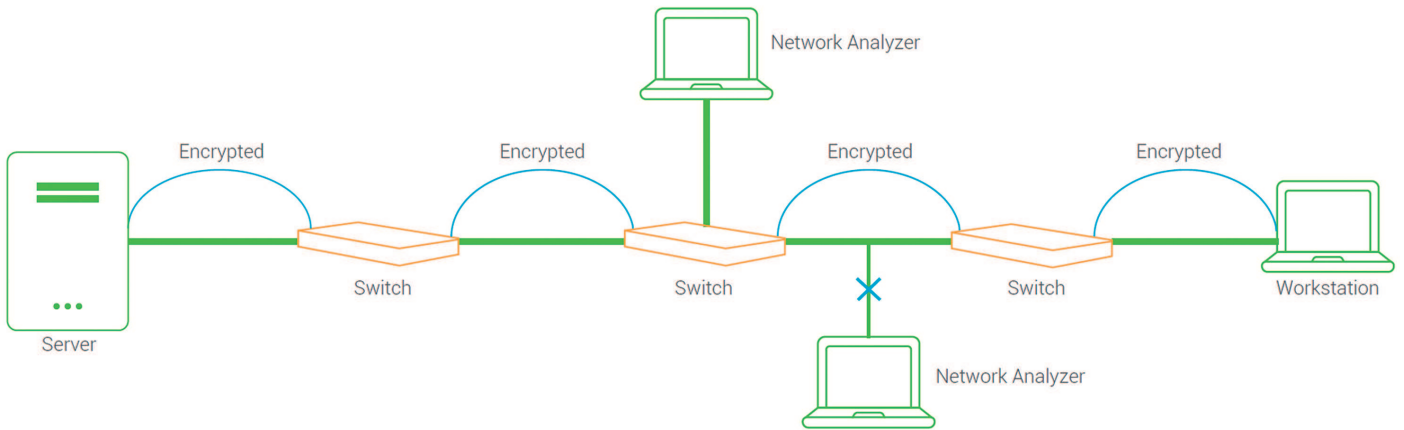 Network Analyzer
Encrypted
Encrypted
Encrypted
Encrypted
Switch
Switch
Switch
Workstation
Server
Network Analyzer